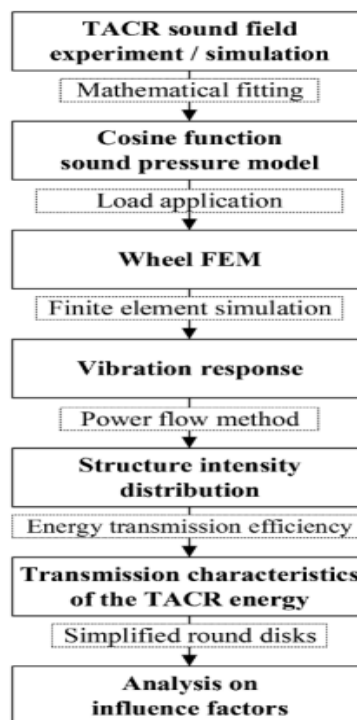 TACR sound field
experiment / simulation
Mathematical fitting
Cosine function
sound pressure model
Load application
Wheel FEM
Finite element simulation
Vibration response
Power flow method
Structure intensity
distribution
Energy transmission efficiency
Transmission characteristics
of the TACR energy
Simplified round disks
Analysis on
influence factors